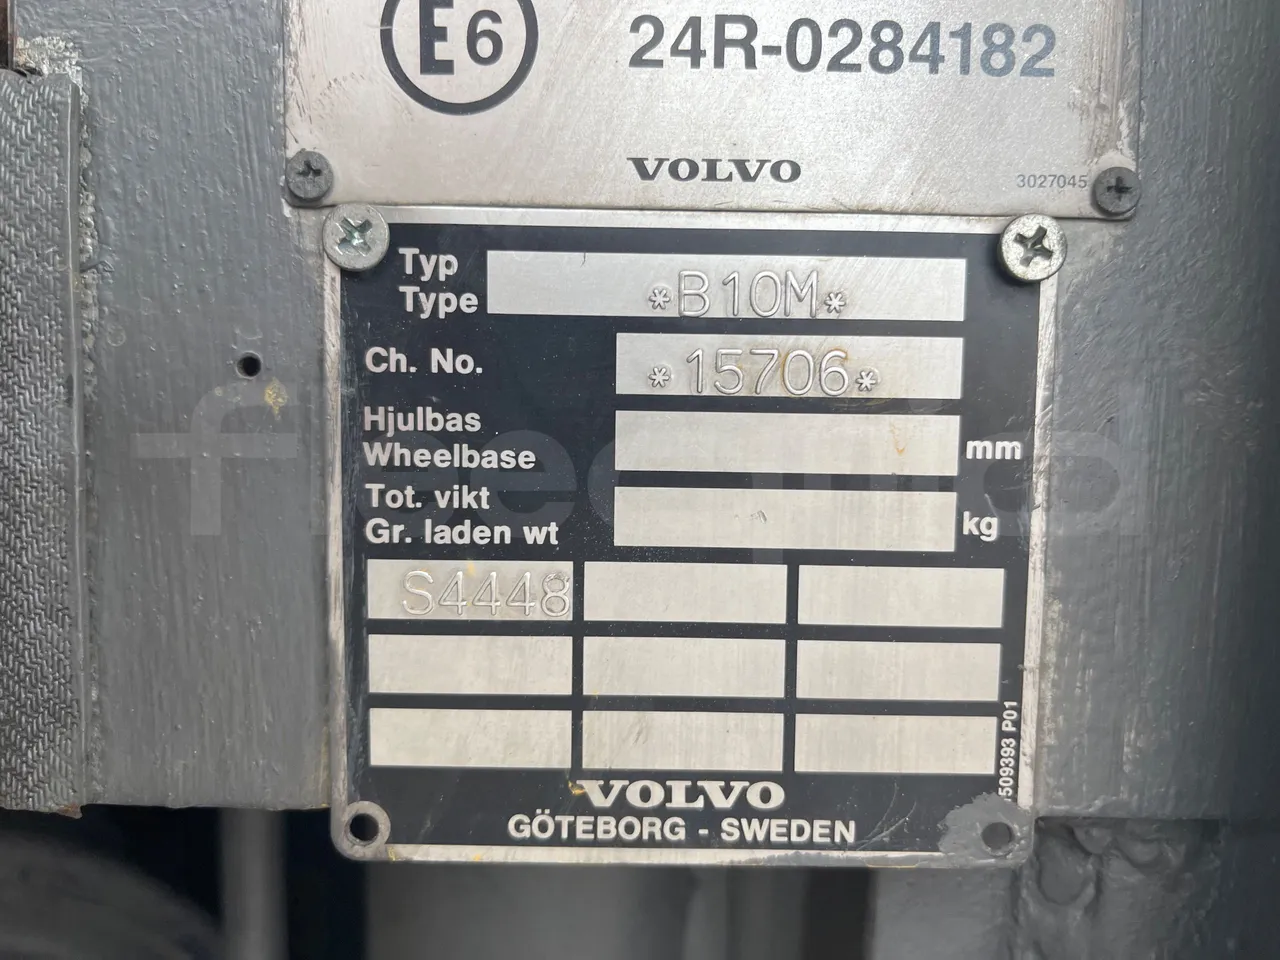 E6 24R-0284182
VOLVO
3027045
Typ
Type *B10M*
Ch. No. *15706*
Hjulbas
Wheelbase mm
Tot. vikt
Gr. laden wt kg
S4448
509393 P01
VOLVO
GÖTEBORG - SWEDEN